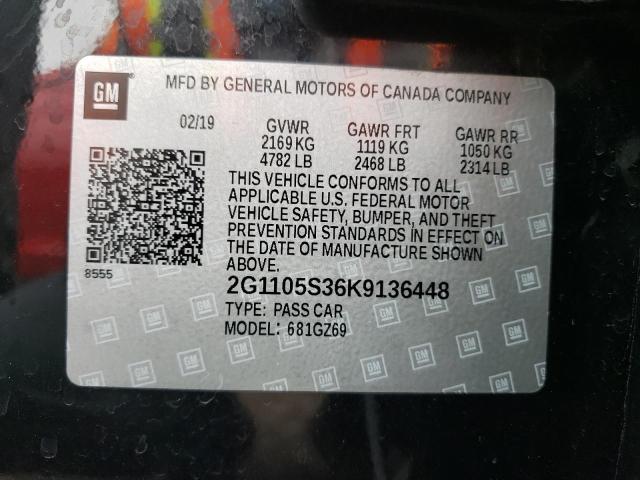 GM
MFD BY GENERAL MOTORS OF CANADA COMPANY
02/19
GVWR
2169 KG
4782 LB
GAWR FRT
1119 KG
2468 LB
GAWR RR
1050 KG
2314 LB
THIS VEHICLE CONFORMS TO ALL
APPLICABLE U.S. FEDERAL MOTOR
VEHICLE SAFETY, BUMPER, AND THEFT
PREVENTION STANDARDS IN EFFECT ON
THE DATE OF MANUFACTURE SHOWN
ABOVE.
8555
2G1105S36K9136448
TYPE: PASS CAR
MODEL: 681GZ69